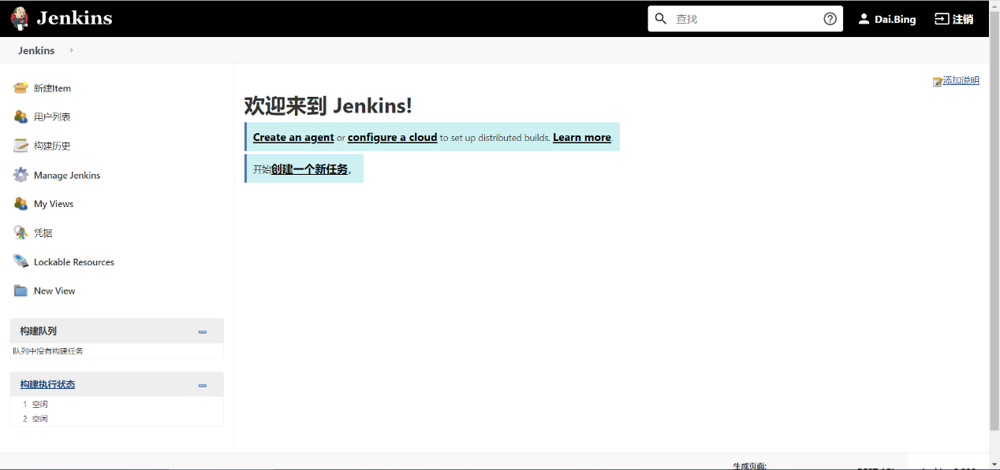 Jenkins
查找
Dai.Bing
注销
Jenkins
添加说明
新建Item
用户列表
构建历史
Manage Jenkins
My Views
凭据
Lockable Resources
New View
构建队列
队列中没有构建任务
构建执行状态
1 空闲
2 空闲
欢迎来到 Jenkins!
Create an agent or configure a cloud to set up distributed builds. Learn more.
开始创建一个新任务。
生成页面: